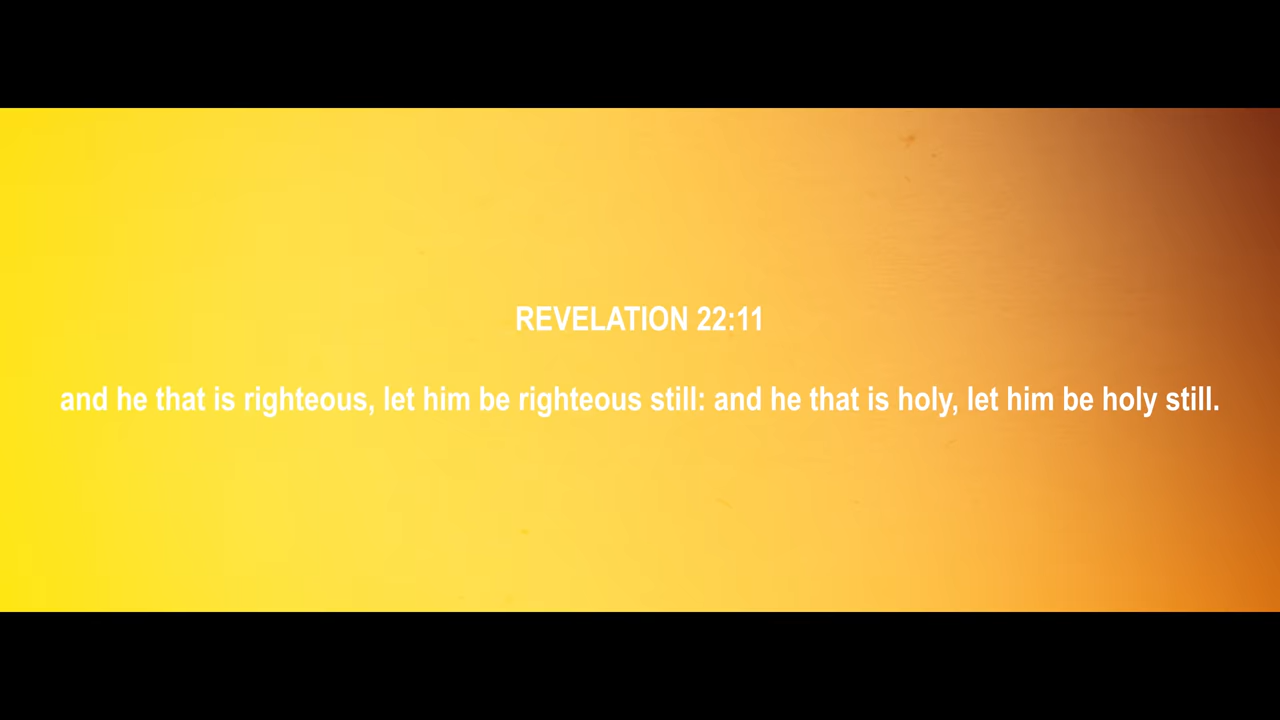 REVELATION 22:11
and he that is righteous, let him be righteous still: and he that is holy, let him be holy still.